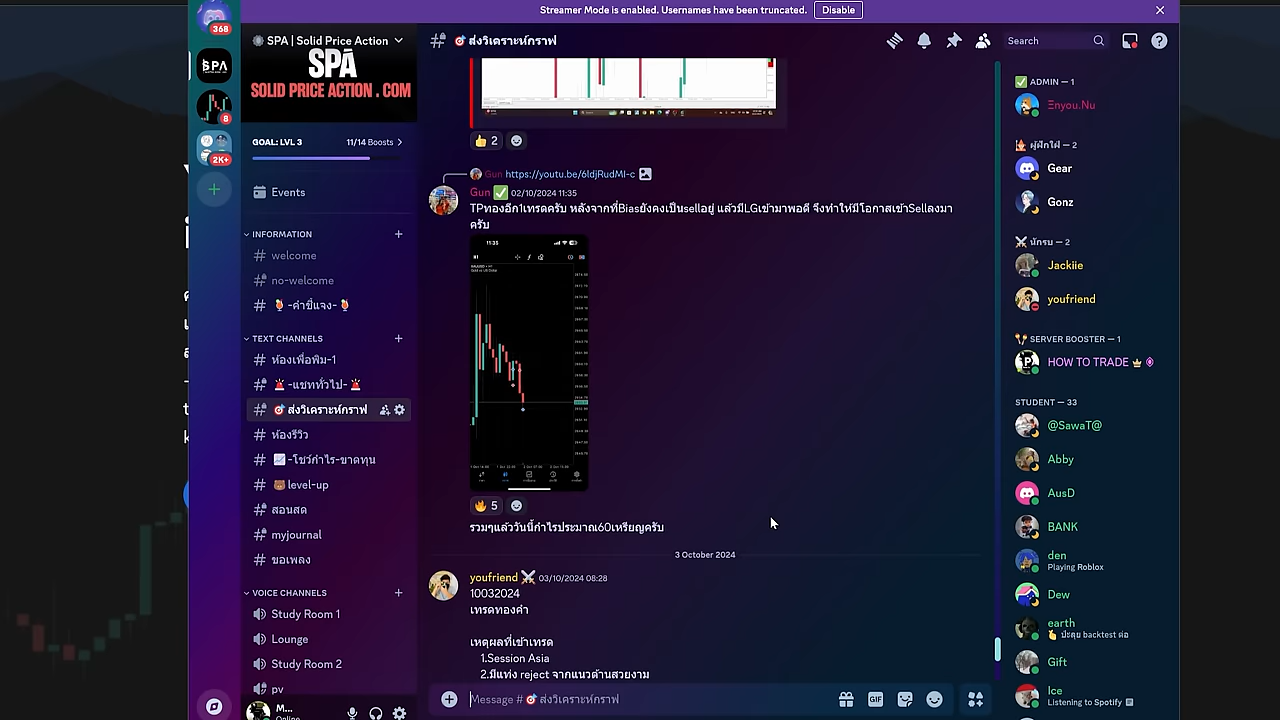 Streamer Mode is enabled. Usernames have been truncated.
Disable
368
SPA
8
2K+
SPA | Solid Price Action
SPA
SOLID PRICE ACTION . COM
GOAL: LVL 3
11/14 Boosts
Events
INFORMATION
welcome
no-welcome
-คำชี้แจง-
TEXT CHANNELS
ห้องเพื่อพิม-1
-แชททั่วไป-
ส่งวิเคราะห์กราฟ
ห้องรีวิว
-โชว์กำไร-ขาดทุน
level-up
สอนสด
myjournal
ขอเพลง
VOICE CHANNELS
Study Room 1
Lounge
Study Room 2
pv
M...
Online
ส่งวิเคราะห์กราฟ
Search
2
Gun https://youtu.be/6ldjRudMI-c
Gun 02/10/2024 11:35
TPทองอีก1เทรดครับ หลังจากที่Biasยังคงเป็นsellอยู่ แล้วมีLGเข้ามาพอดี จึงทำให้มีโอกาสเข้าSellลงมา
ครับ
11:35
5
รวมๆแล้ววันนี้กำไรประมาณ60เหรียญครับ
3 October 2024
youfriend 03/10/2024 08:28
10032024
เทรดทองคำ
เหตุผลที่เข้าเทรด
1.Session Asia
2.มีแท่ง reject จากแนวต้านสวยงาม
Message # ส่งวิเคราะห์กราฟ
GIF
ADMIN — 1
Ξnyou.Nu
ผู้ฝึกไฟ่ — 2
Gear
Gonz
นักรบ — 2
Jackiie
youfriend
SERVER BOOSTER — 1
HOW TO TRADE
STUDENT — 33
@SawaT@
Abby
AusD
BANK
den
Playing Roblox
Dew
earth
ปะลุย backtest ต่อ
Gift
Ice
Listening to Spotify